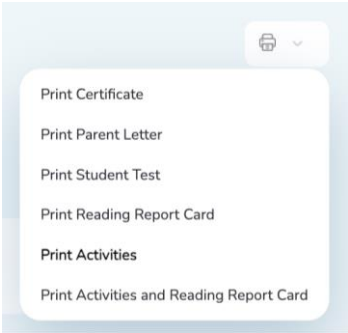 Print Certificate
Print Parent Letter
Print Student Test
Print Reading Report Card
Print Activities
Print Activities and Reading Report Card